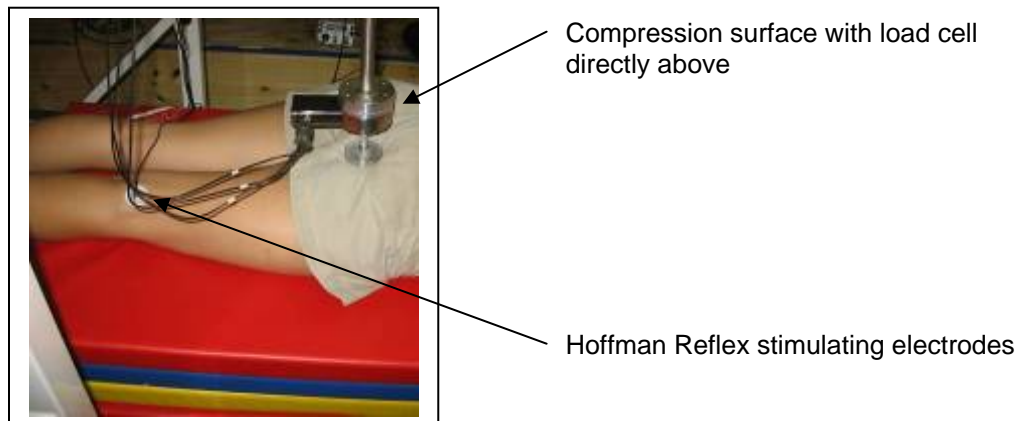 Compression surface with load cell
directly above
Hoffman Reflex stimulating electrodes